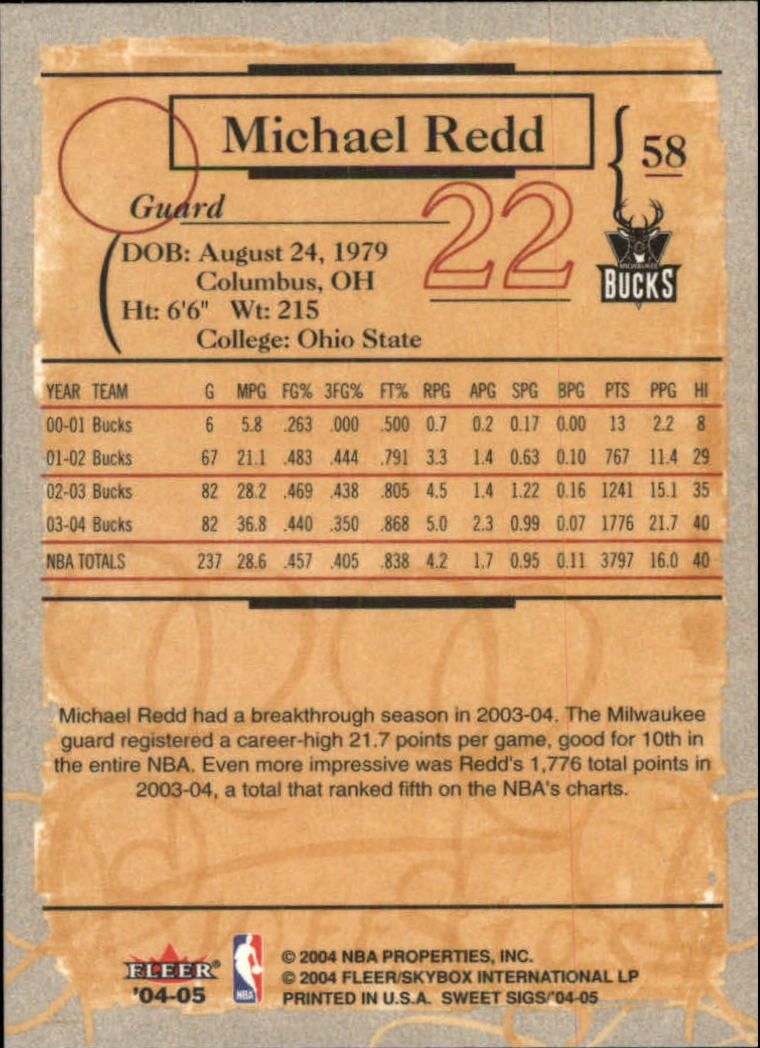 Michael Redd
58
Guard
22
DOB: August 24, 1979
Columbus, OH
Ht: 6'6" Wt: 215
College: Ohio State
MILWAUKEE
BUCKS
YEAR TEAM G MPG FG% 3FG% FT% RPG APG SPG BPG PTS PPG HI
00-01 Bucks 6 5.8 .263 .000 .500 0.7 0.2 0.17 0.00 13 2.2 8
01-02 Bucks 67 21.1 .483 .444 .791 3.3 1.4 0.63 0.10 767 11.4 29
02-03 Bucks 82 28.2 .469 .438 .805 4.5 1.4 1.22 0.16 1241 15.1 35
03-04 Bucks 82 36.8 .440 .350 .868 5.0 2.3 0.99 0.07 1776 21.7 40
NBA TOTALS 237 28.6 .457 .405 .838 4.2 1.7 0.95 0.11 3797 16.0 40
Michael Redd had a breakthrough season in 2003-04. The Milwaukee
guard registered a career-high 21.7 points per game, good for 10th in
the entire NBA. Even more impressive was Redd's 1,776 total points in
2003-04, a total that ranked fifth on the NBA's charts.
FLEER®
'04-05
NBA
© 2004 NBA PROPERTIES, INC.
© 2004 FLEER/SKYBOX INTERNATIONAL LP
PRINTED IN U.S.A. SWEET SIGS/'04-05